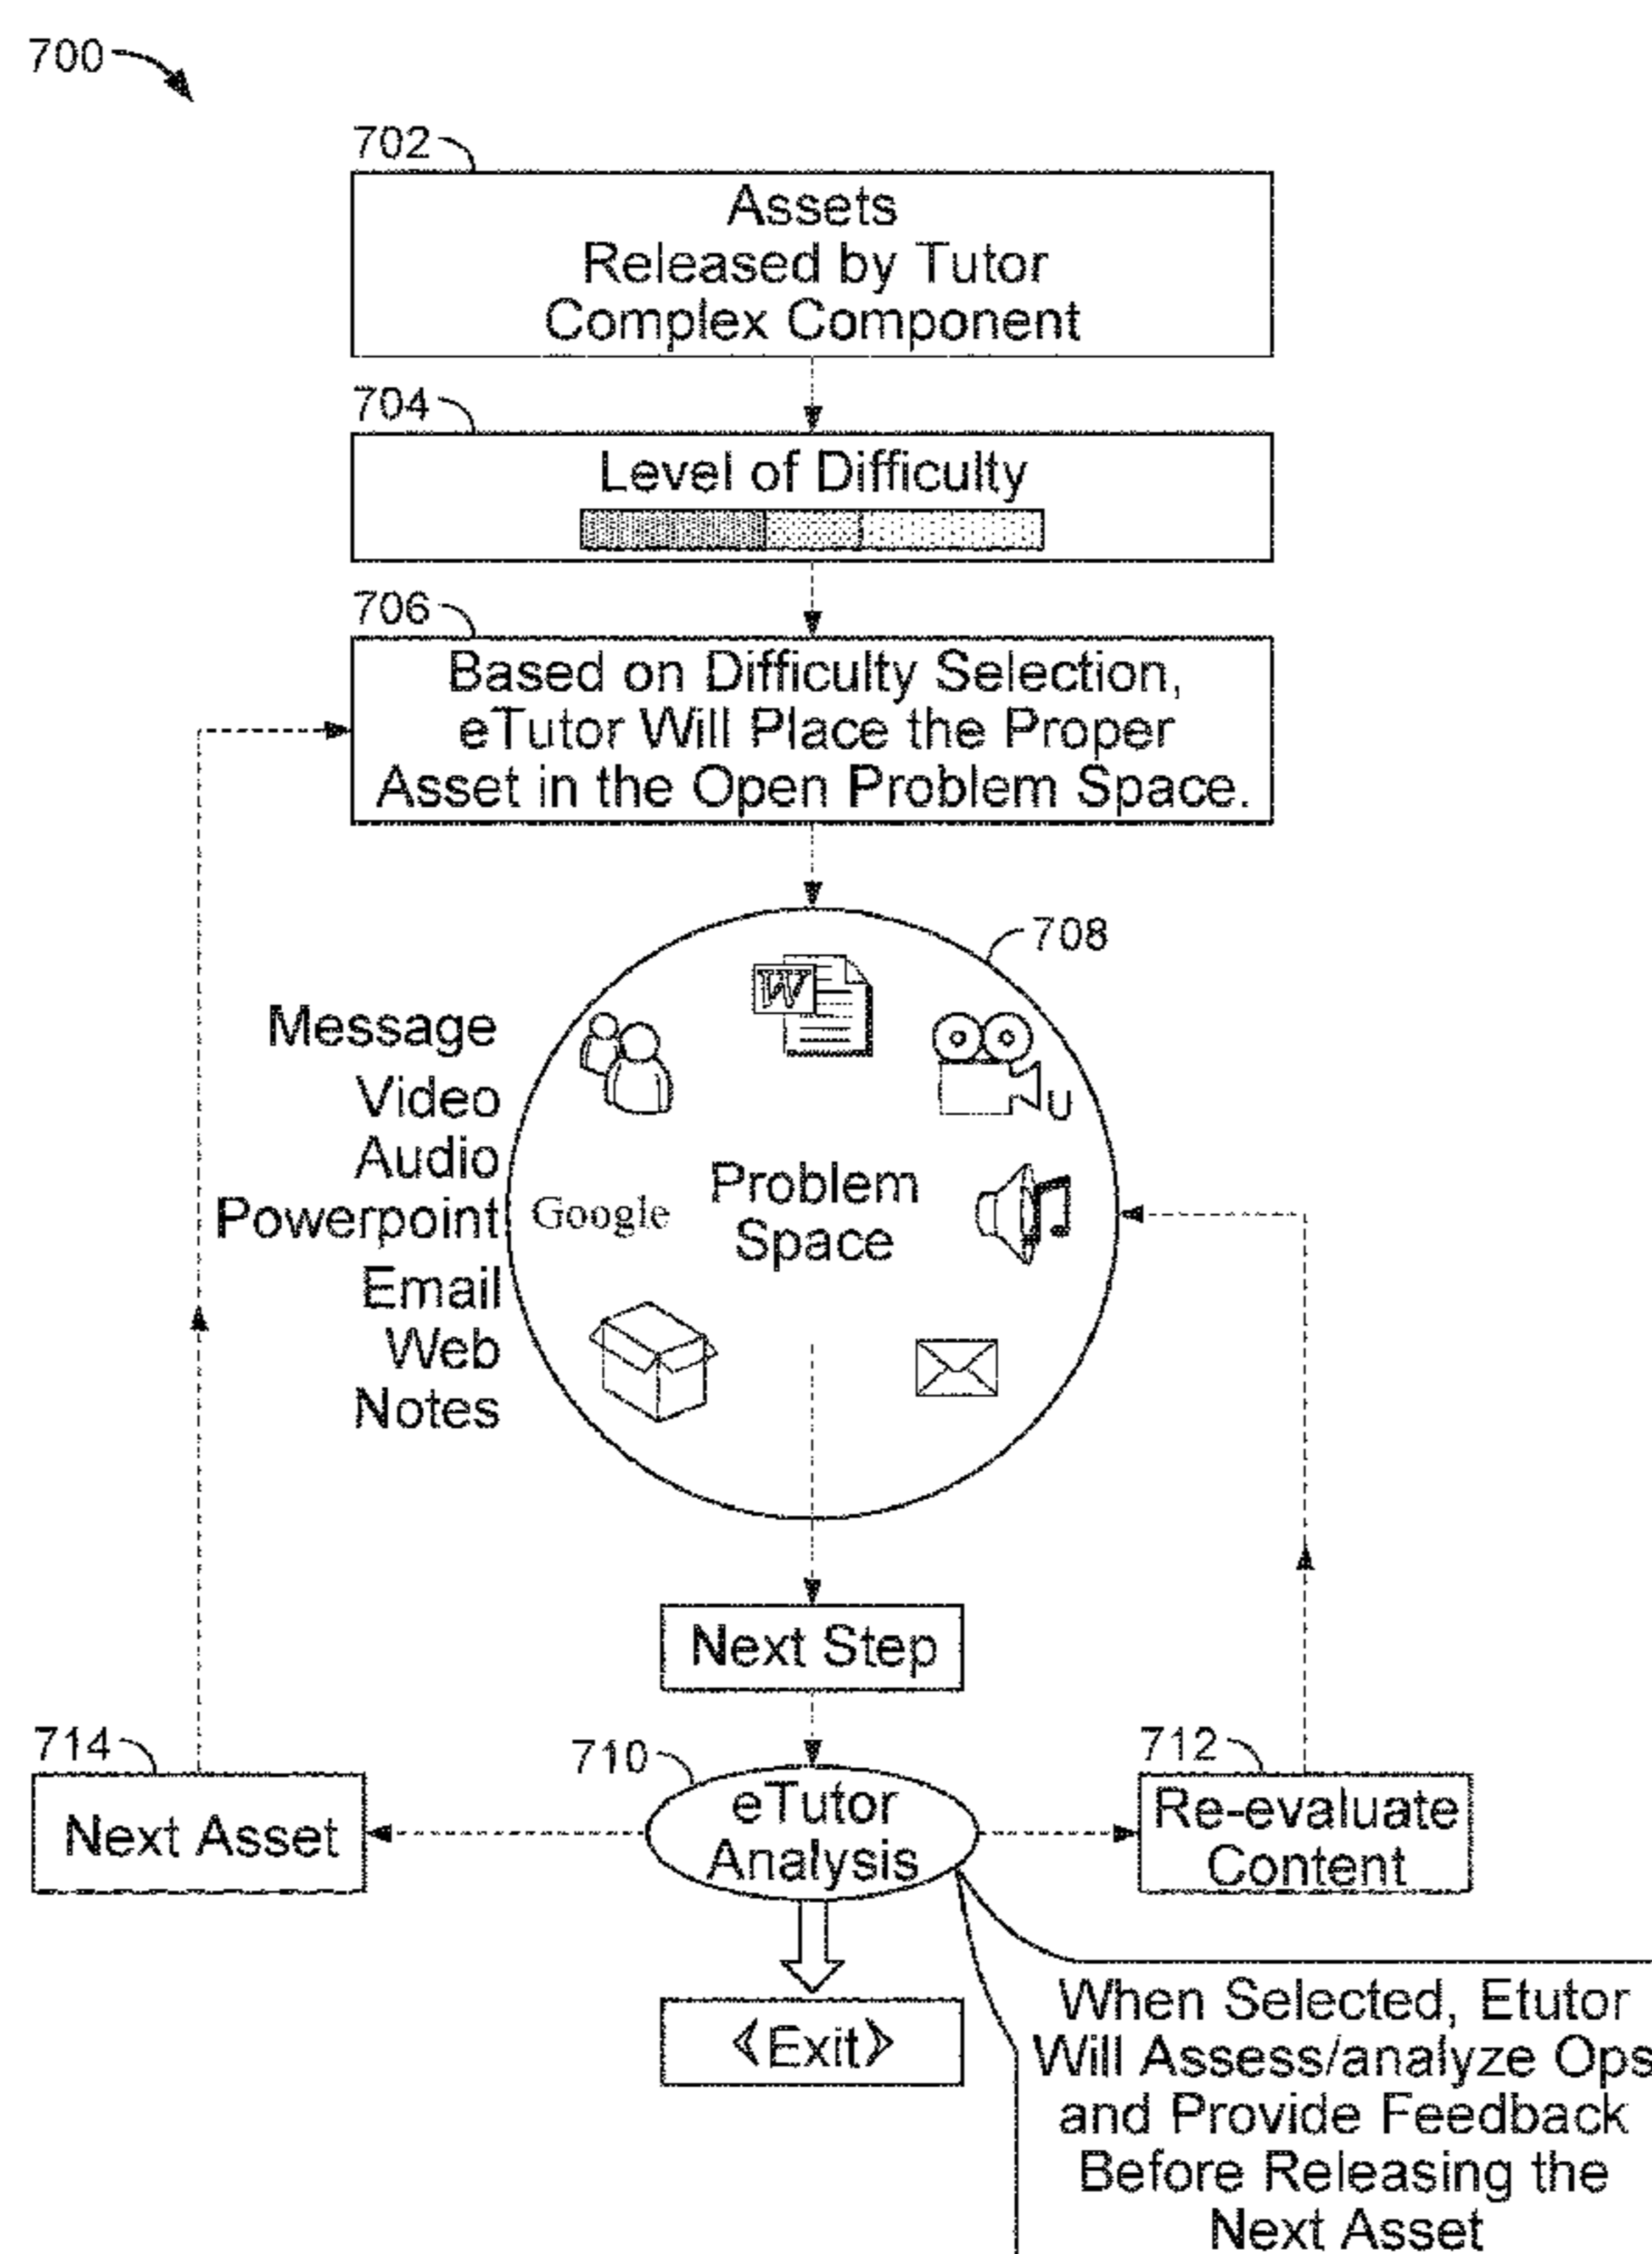 700
702
Assets
Released by Tutor
Complex Component
704
Level of Difficulty
706
Based on Difficulty Selection,
eTutor Will Place the Proper
Asset in the Open Problem Space.
708
W
U
Message
Video
Audio
Powerpoint
Email
Web
Notes
Google
Problem
Space
Next Step
714
Next Asset
710
eTutor
Analysis
712
Re-evaluate
Content
<Exit>
When Selected, Etutor
Will Assess/analyze Ops
and Provide Feedback
Before Releasing the
Next Asset